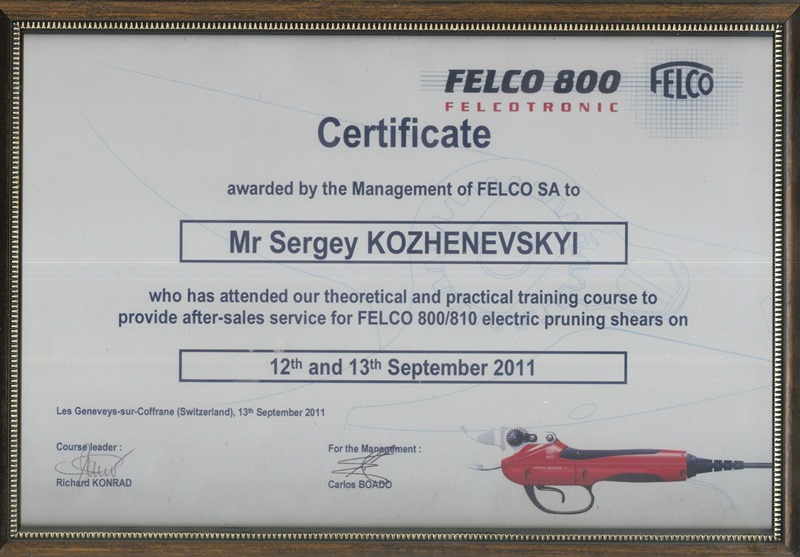 FELCO 800
FELCO
FELCOTRONIC
Certificate
awarded by the Management of FELCO SA to
Mr Sergey KOZHENEVSKYI
who has attended our theoretical and practical training course to
provide after-sales service for FELCO 800/810 electric pruning shears on
12th and 13th September 2011
Les Geneveys-sur-Coffrane (Switzerland), 13th September 2011
Course leader :
Richard KONRAD
For the Management :
Carlos BOADO